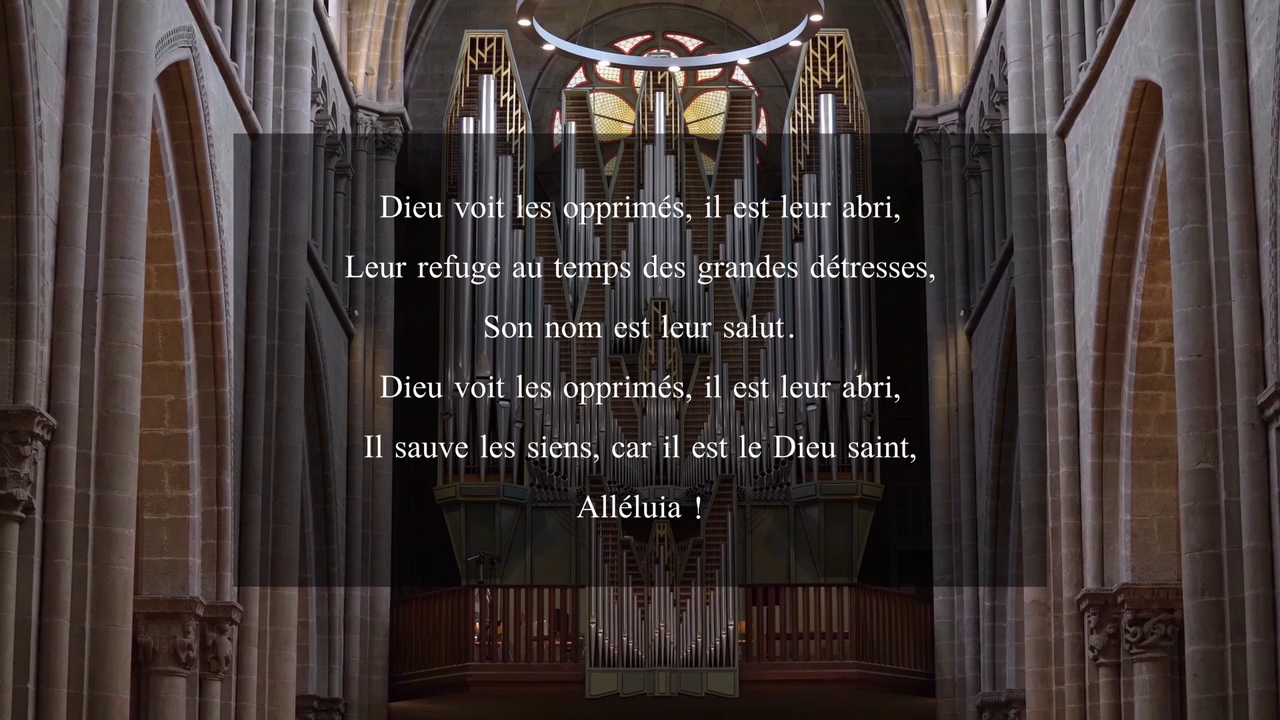 Dieu voit les opprimés, il est leur abri,
Leur refuge au temps des grandes détresses,
Son nom est leur salut.
Dieu voit les opprimés, il est leur abri,
Il sauve les siens, car il est le Dieu saint,
Alléluia !